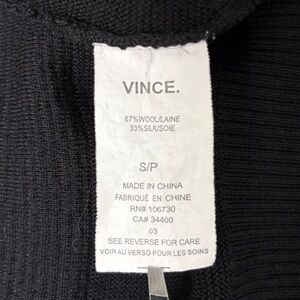 VINCE.
67%WOOL/LAINE
33%SILK/SOIE
S/P
MADE IN CHINA
FABRIQUÉ EN CHINE
RN# 106730
CA# 34460
03
SEE REVERSE FOR CARE
VOIR AU VERSO POUR LES SOINS